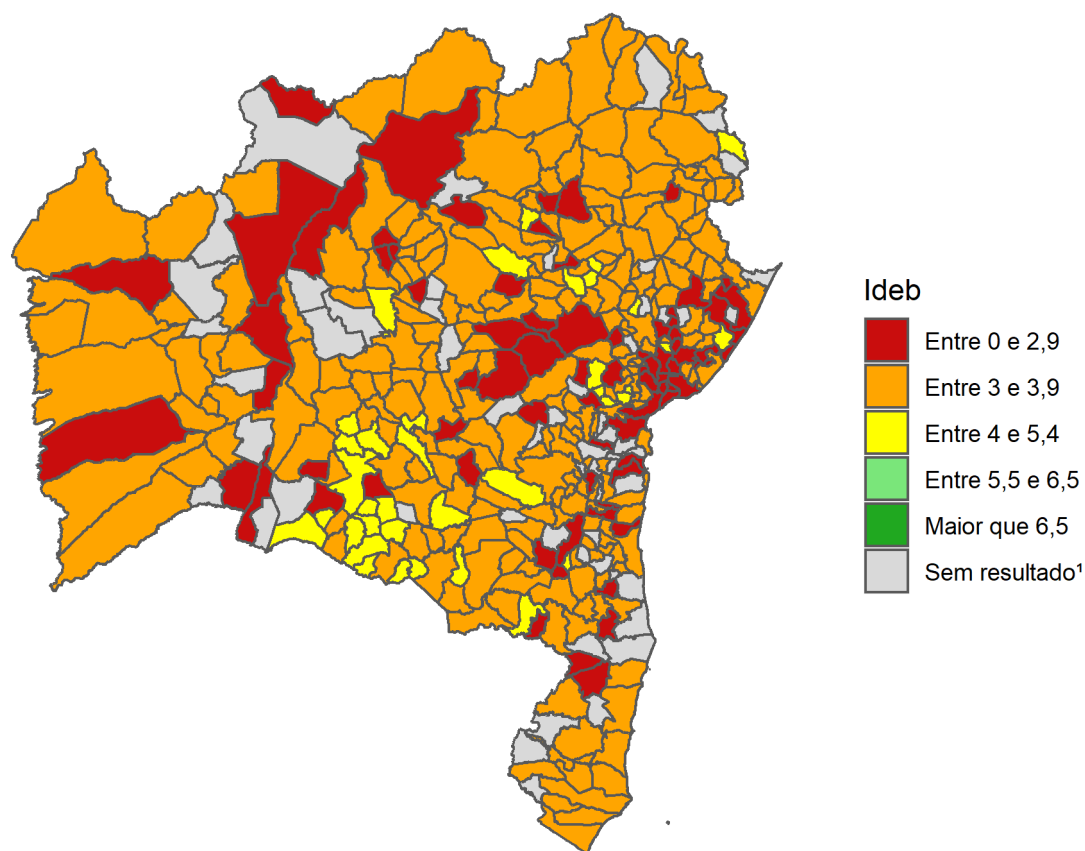 Ideb
Entre 0 e 2,9
Entre 3 e 3,9
Entre 4 e 5,4
Entre 5,5 e 6,5
Maior que 6,5
Sem resultado¹